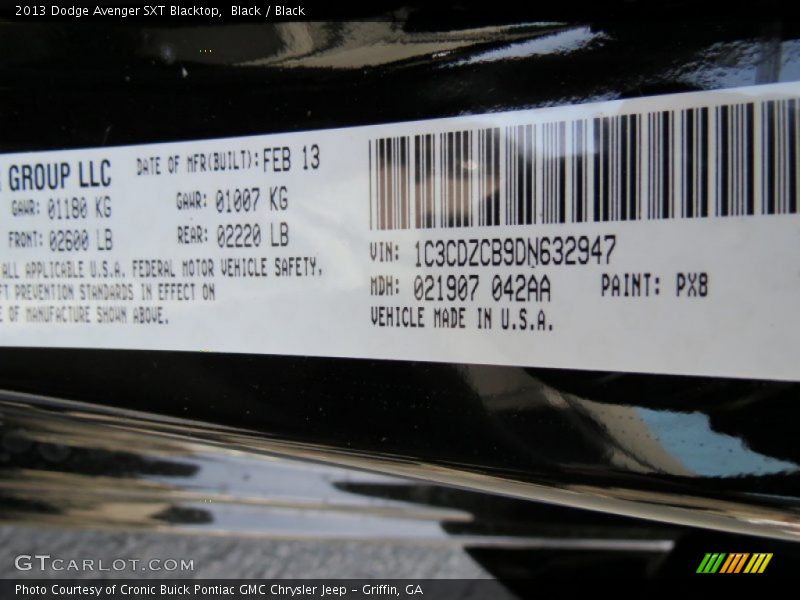 2013 Dodge Avenger SXT Blacktop,  Black / Black
GROUP LLC
DATE OF MFR(BUILT): FEB 13
GAWR: 01180 KG
GAWR: 01007 KG
FRONT: 02600 LB
REAR: 02220 LB
ALL APPLICABLE U.S.A. FEDERAL MOTOR VEHICLE SAFETY,
PREVENTION STANDARDS IN EFFECT ON
OF MANUFACTURE SHOWN ABOVE.
VIN: 1C3CDZCB9DN632947
MDH: 021907 042AA
PAINT: PX8
VEHICLE MADE IN U.S.A.
GTCARLOT.COM
Photo Courtesy of Cronic Buick Pontiac GMC Chrysler Jeep – Griffin, GA